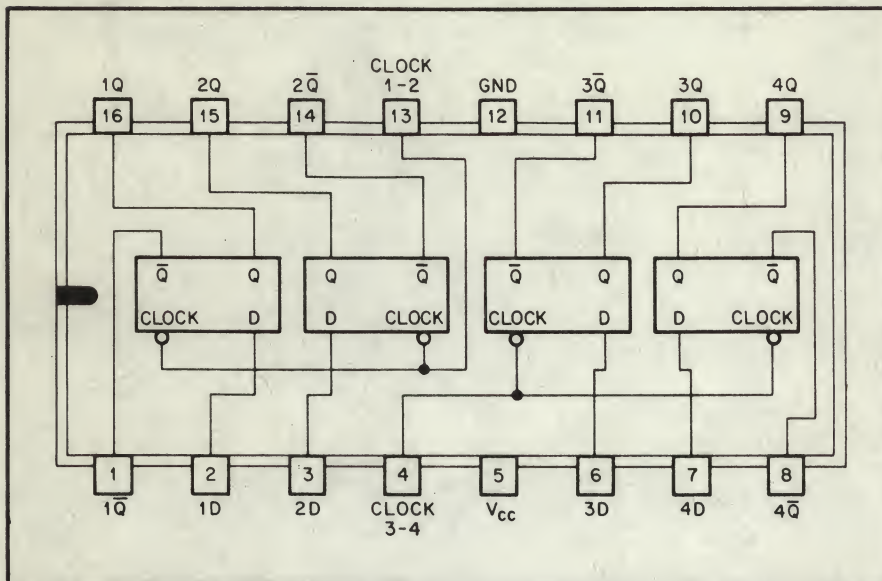 1Q 2Q 2Q̅ CLOCK 1-2 GND 3Q̅ 3Q 4Q
16 15 14 13 12 11 10 9
Q̅ Q Q Q̅ Q̅ Q Q Q̅
CLOCK D D CLOCK CLOCK D D CLOCK
1 2 3 4 5 6 7 8
1Q̅ 1D 2D CLOCK 3-4 Vcc 3D 4D 4Q̅